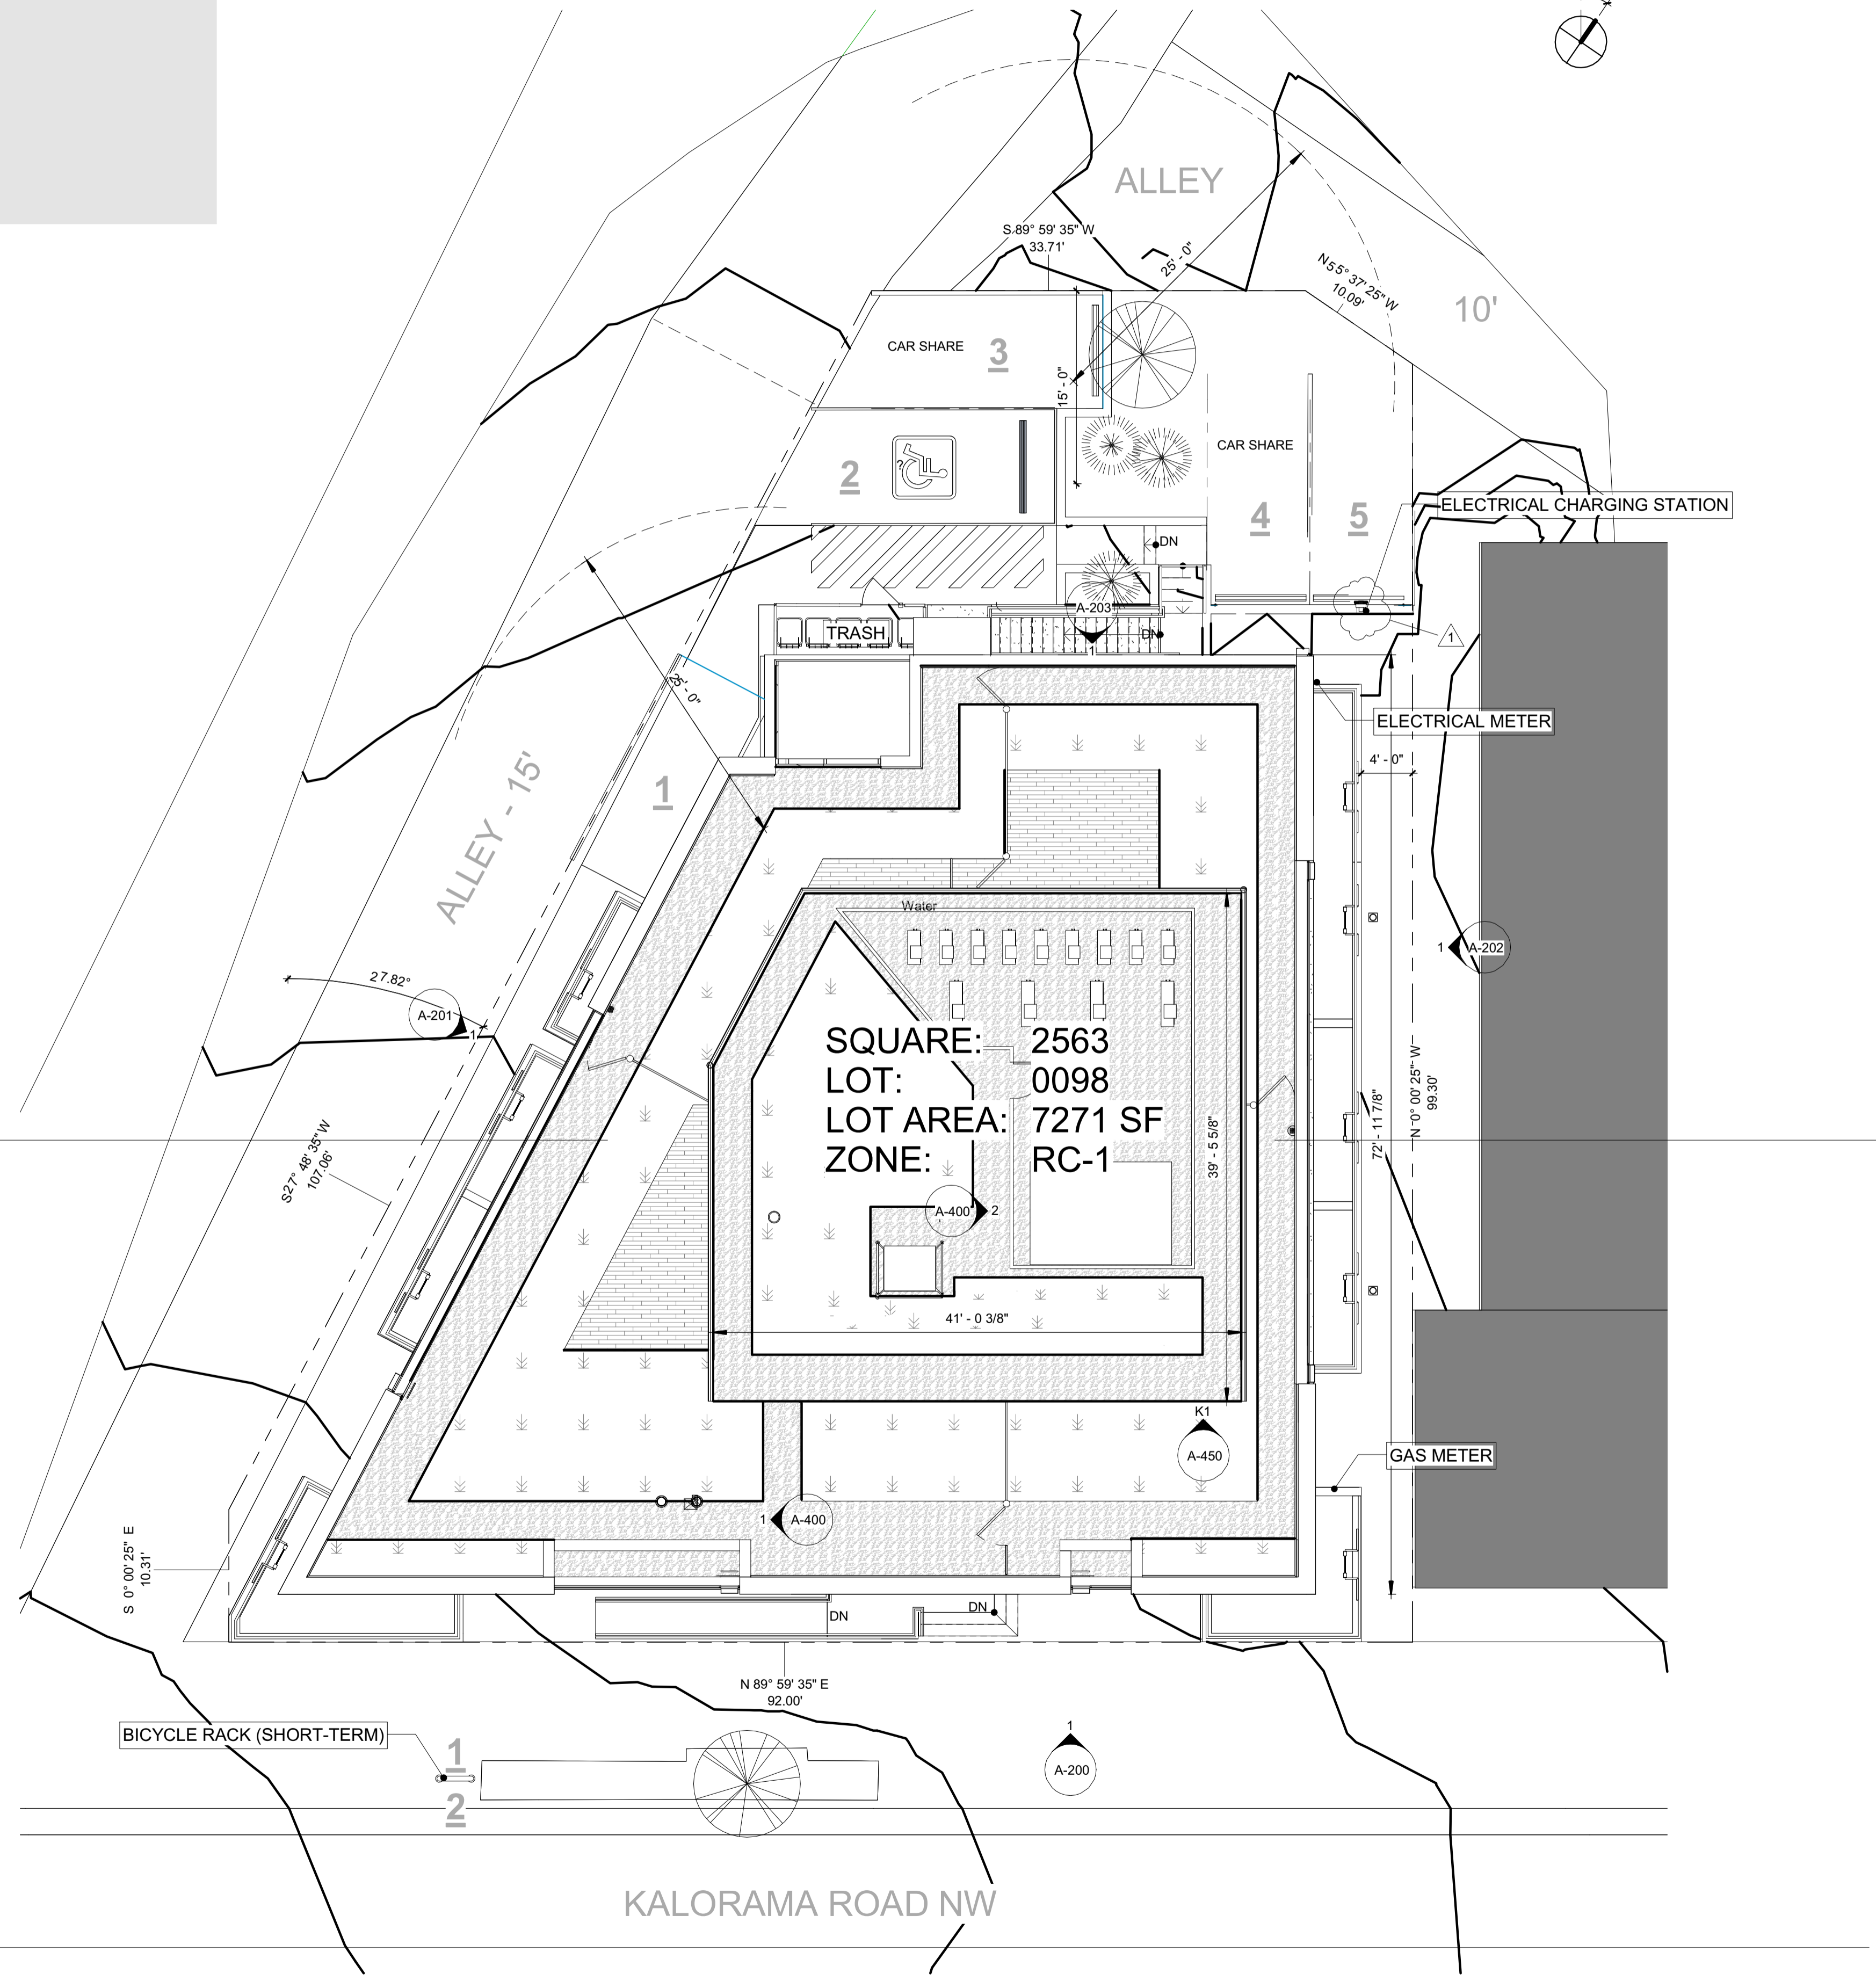 ALLEY
S 89° 59' 35" W
33.71'
25' - 0"
N55° 37' 25" W
10.09'
10'
CAR SHARE
3
15' - 0"
CAR SHARE
2
?
4
5
ELECTRICAL CHARGING STATION
DN
A-203
1
TRASH
DN
1
25' - 0"
ELECTRICAL METER
4' - 0"
1
ALLEY - 15'
Water
1
A-202
27.82°
A-201
1
SQUARE: 2563
LOT: 0098
LOT AREA: 7271 SF
ZONE: RC-1
39' - 5 5/8"
72' - 11 7/8"
N 0° 00' 25" W
99.30'
S27° 48' 35" W
107.06'
A-400
2
41' - 0 3/8"
K1
A-450
GAS METER
1
A-400
S 0° 00' 25" E
10.31'
DN
DN
N 89° 59' 35" E
92.00'
BICYCLE RACK (SHORT-TERM)
1
2
1
A-200
KALORAMA ROAD NW